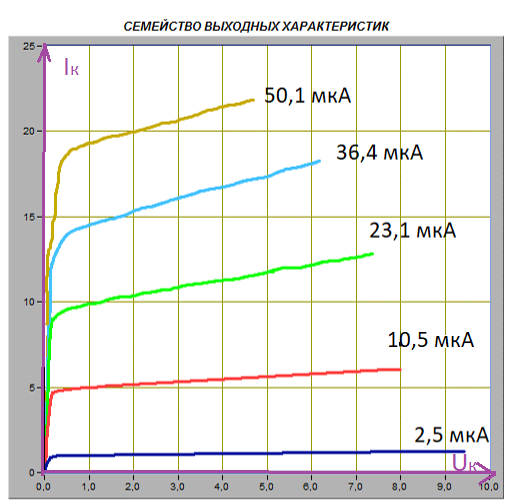 СЕМЕЙСТВО ВЫХОДНЫХ ХАРАКТЕРИСТИК
25
Iк
50,1 мкА
20
36,4 мкА
15
23,1 мкА
10
10,5 мкА
5
2,5 мкА
Uк
0
0,0 1,0 2,0 3,0 4,0 5,0 6,0 7,0 8,0 9,0 0,0